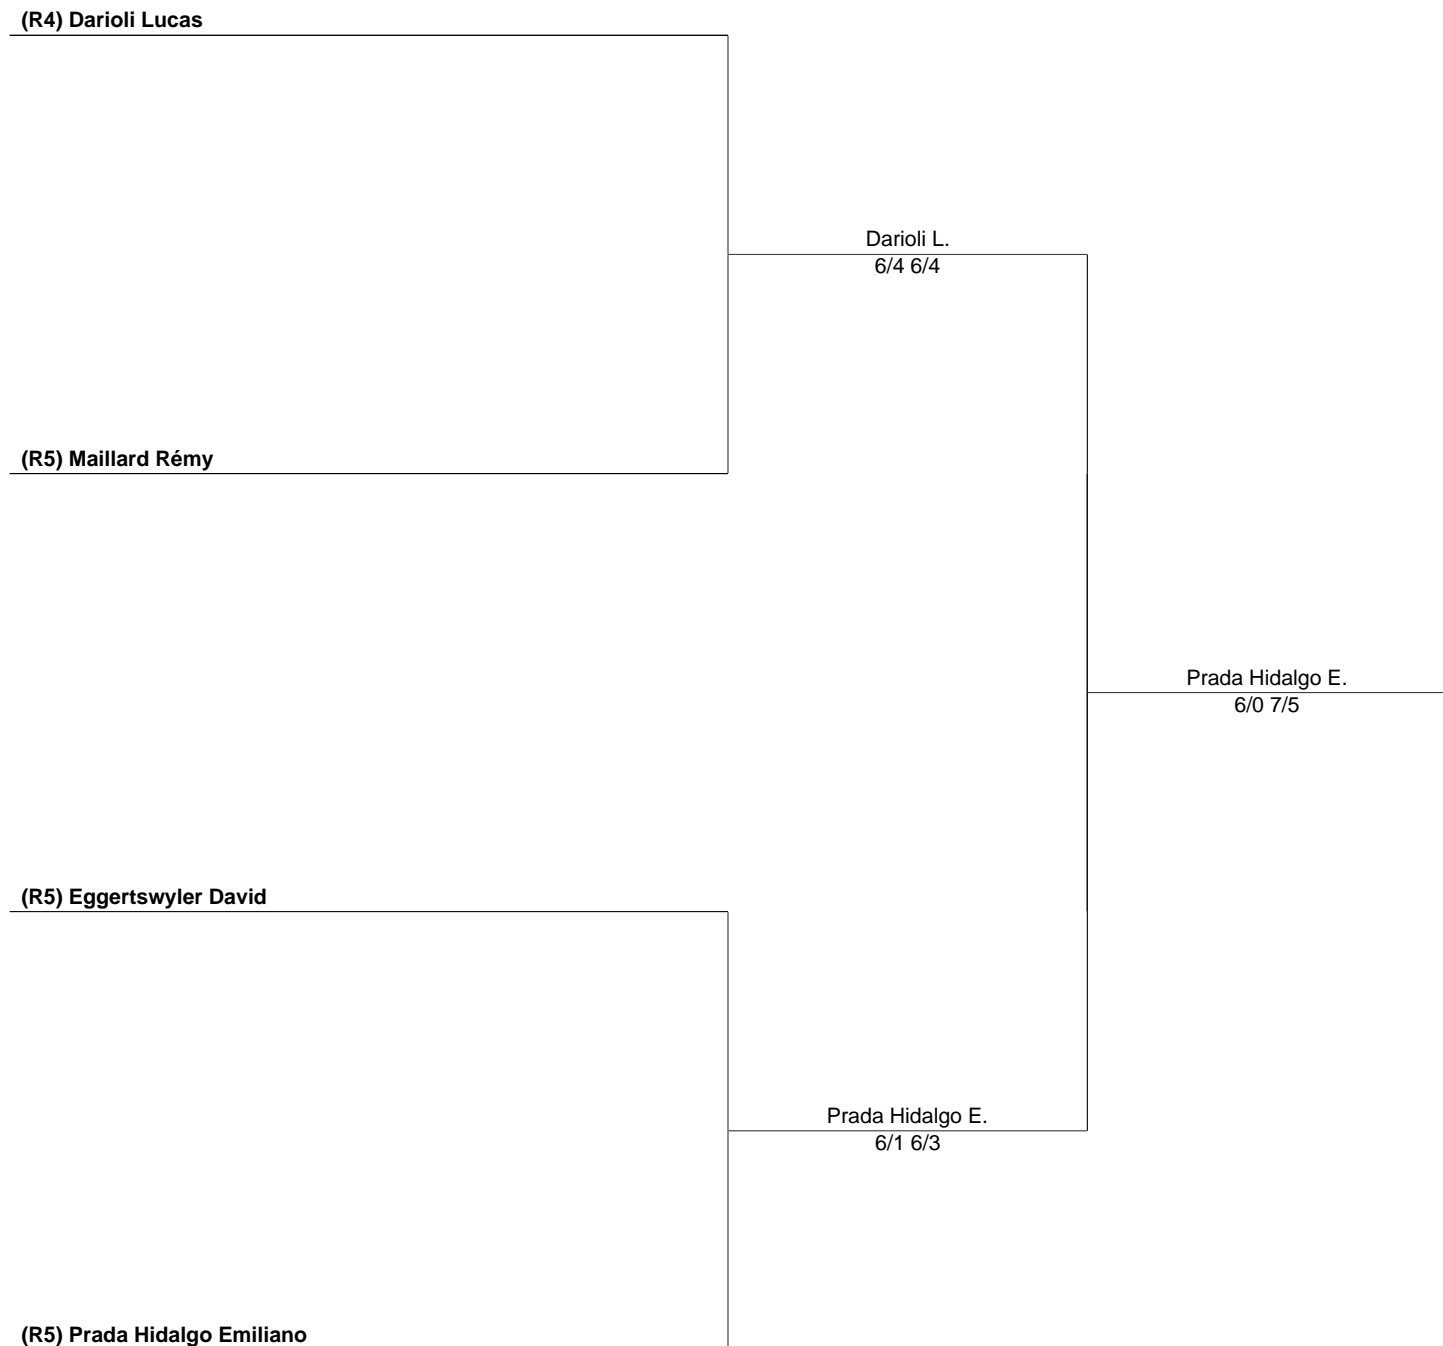 (R4) Darioli Lucas
Darioli L.
6/4 6/4
(R5) Maillard Rémy
Prada Hidalgo E.
6/0 7/5
(R5) Eggertswyler David
Prada Hidalgo E.
6/1 6/3
(R5) Prada Hidalgo Emiliano